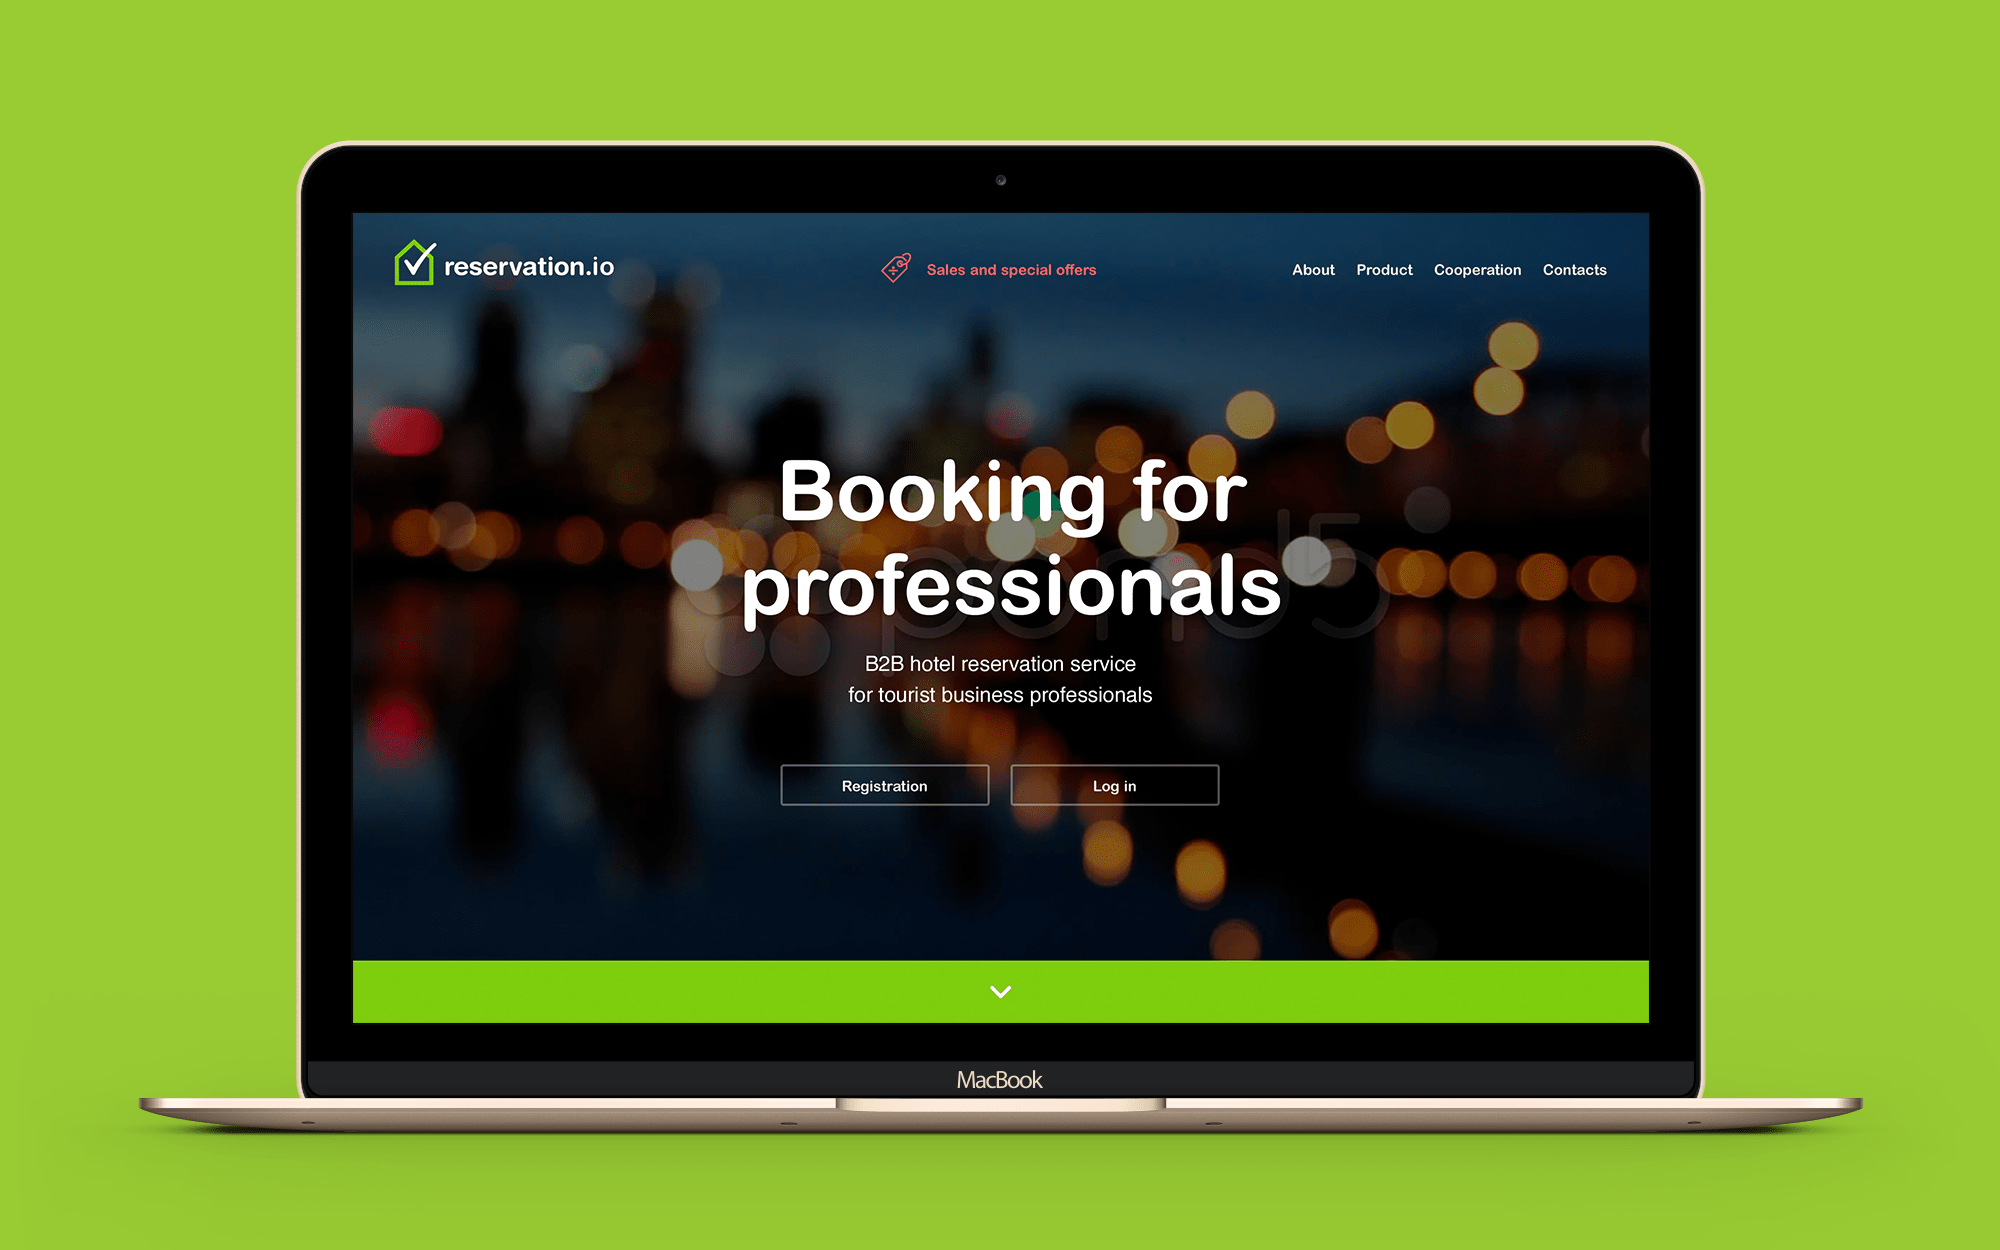 reservation.io
Sales and special offers
About Product Cooperation Contacts
Booking for
professionals
pond5
B2B hotel reservation service
for tourist business professionals
Registration Log in
MacBook